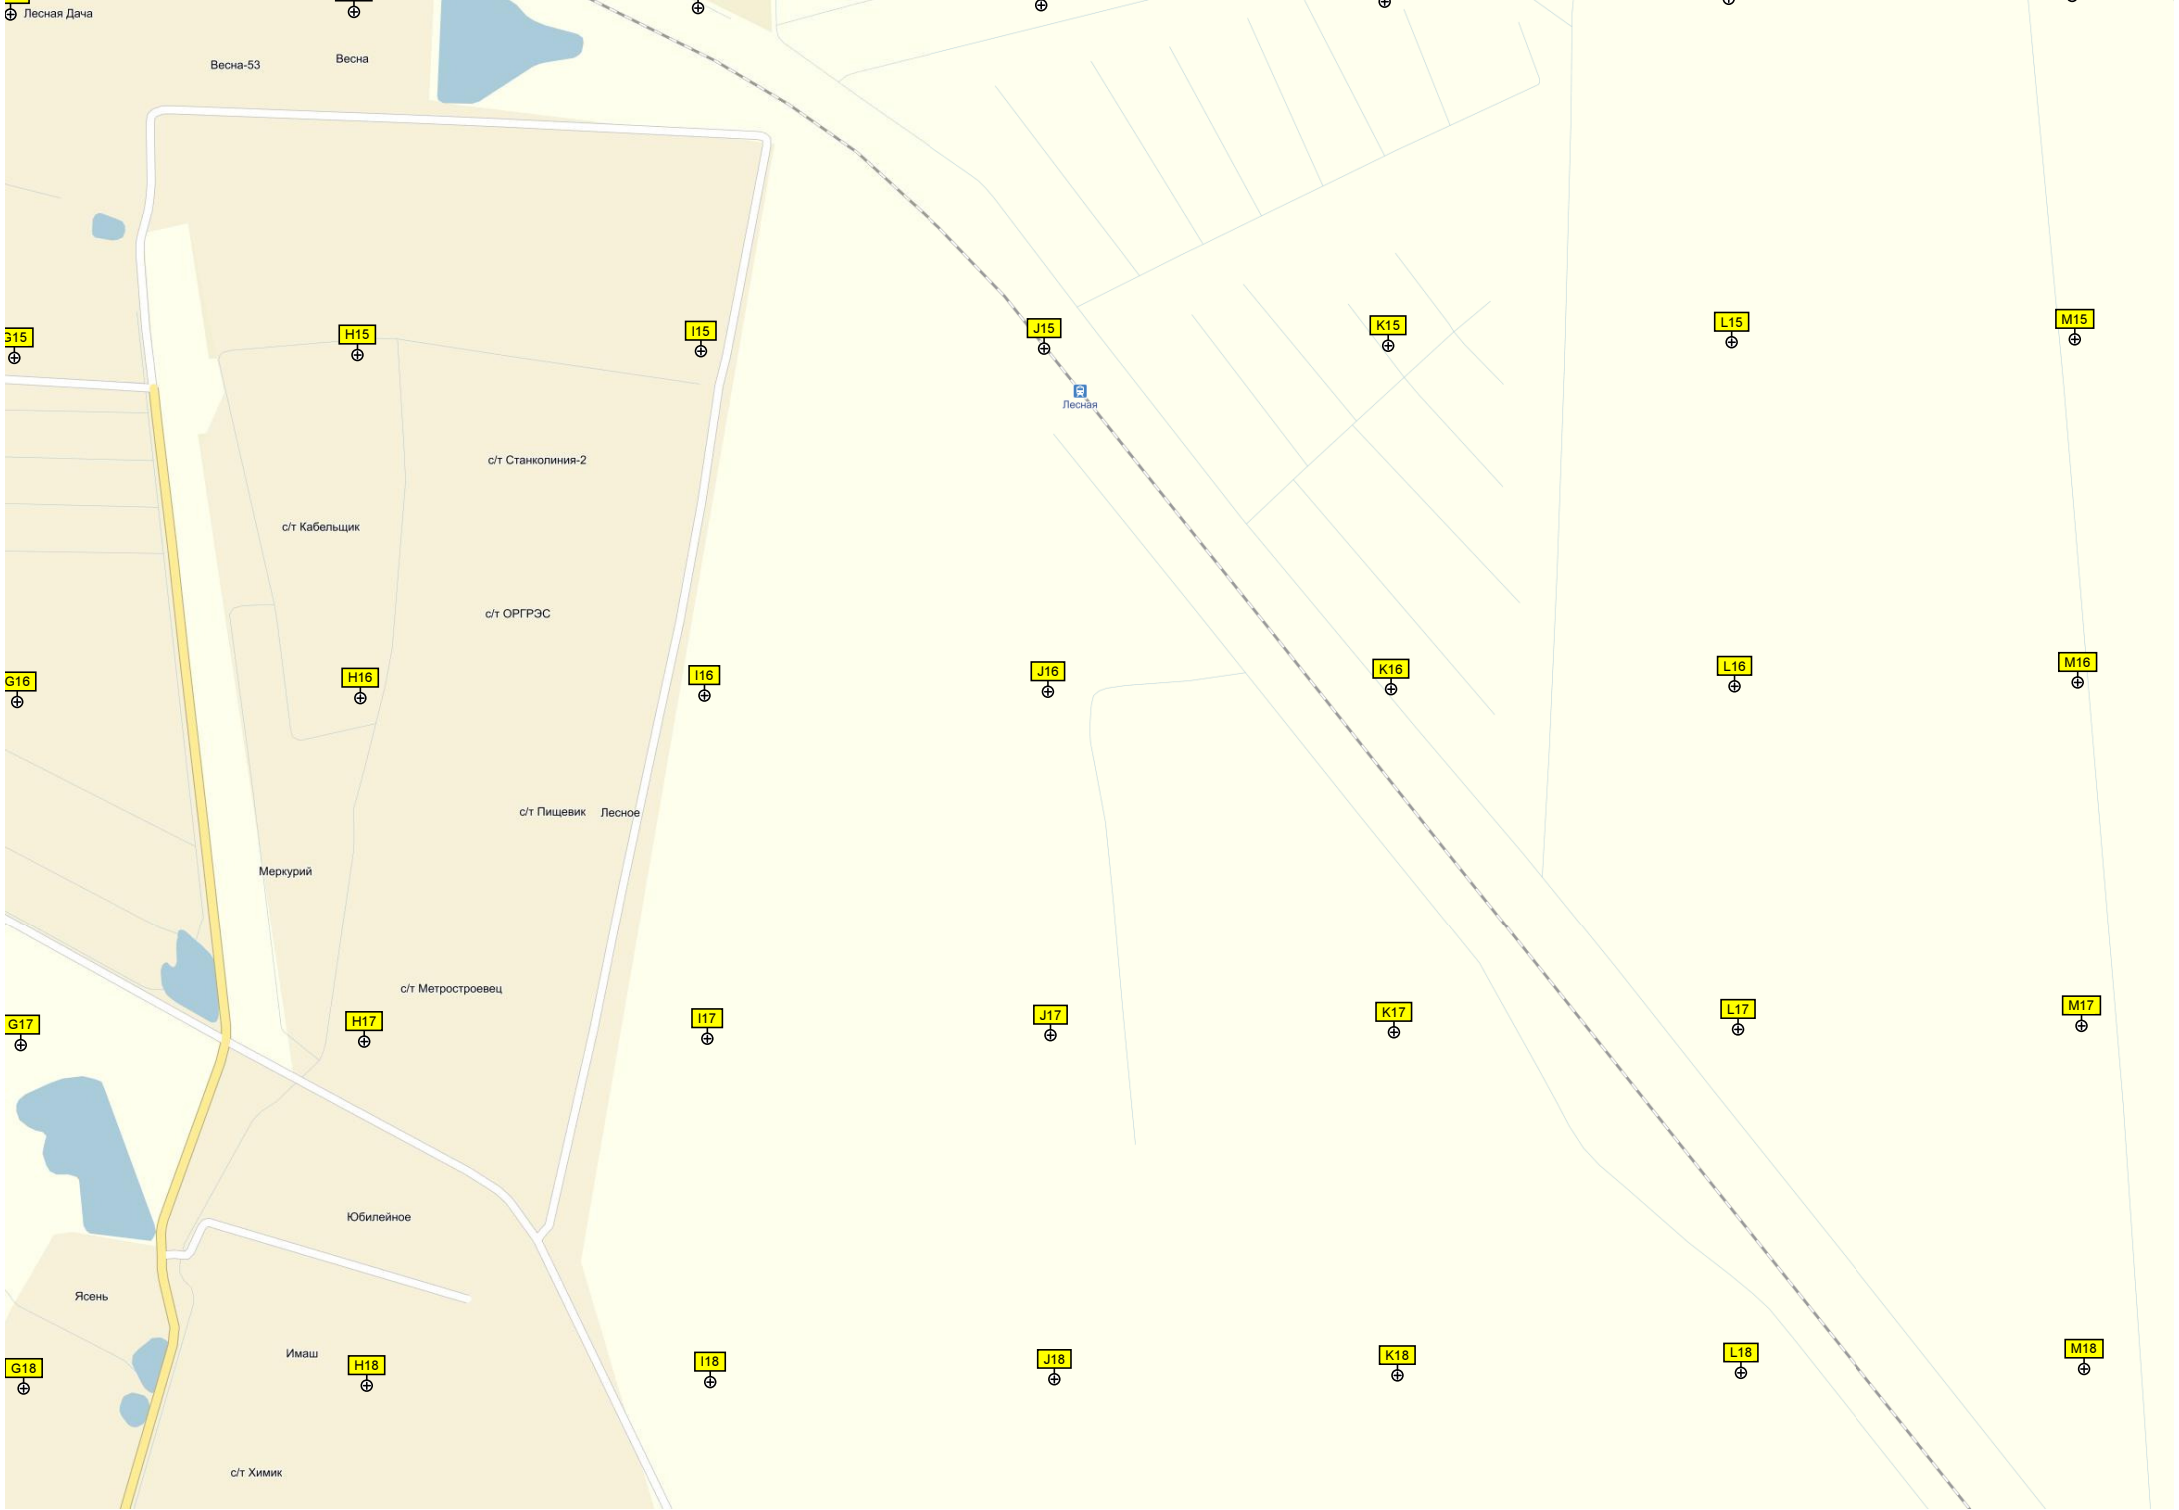 Лесная Дача
Весна-53
Весна
G15
H15
I15
J15
K15
L15
M15
Лесная
с/т Станколиния-2
с/т Кабельщик
с/т ОРГРЭС
G16
H16
I16
J16
K16
L16
M16
с/т Пищевик
Лесное
Меркурий
с/т Метростроевец
G17
H17
I17
J17
K17
L17
M17
Юбилейное
Ясень
Имаш
G18
H18
I18
J18
K18
L18
M18
с/т Химик